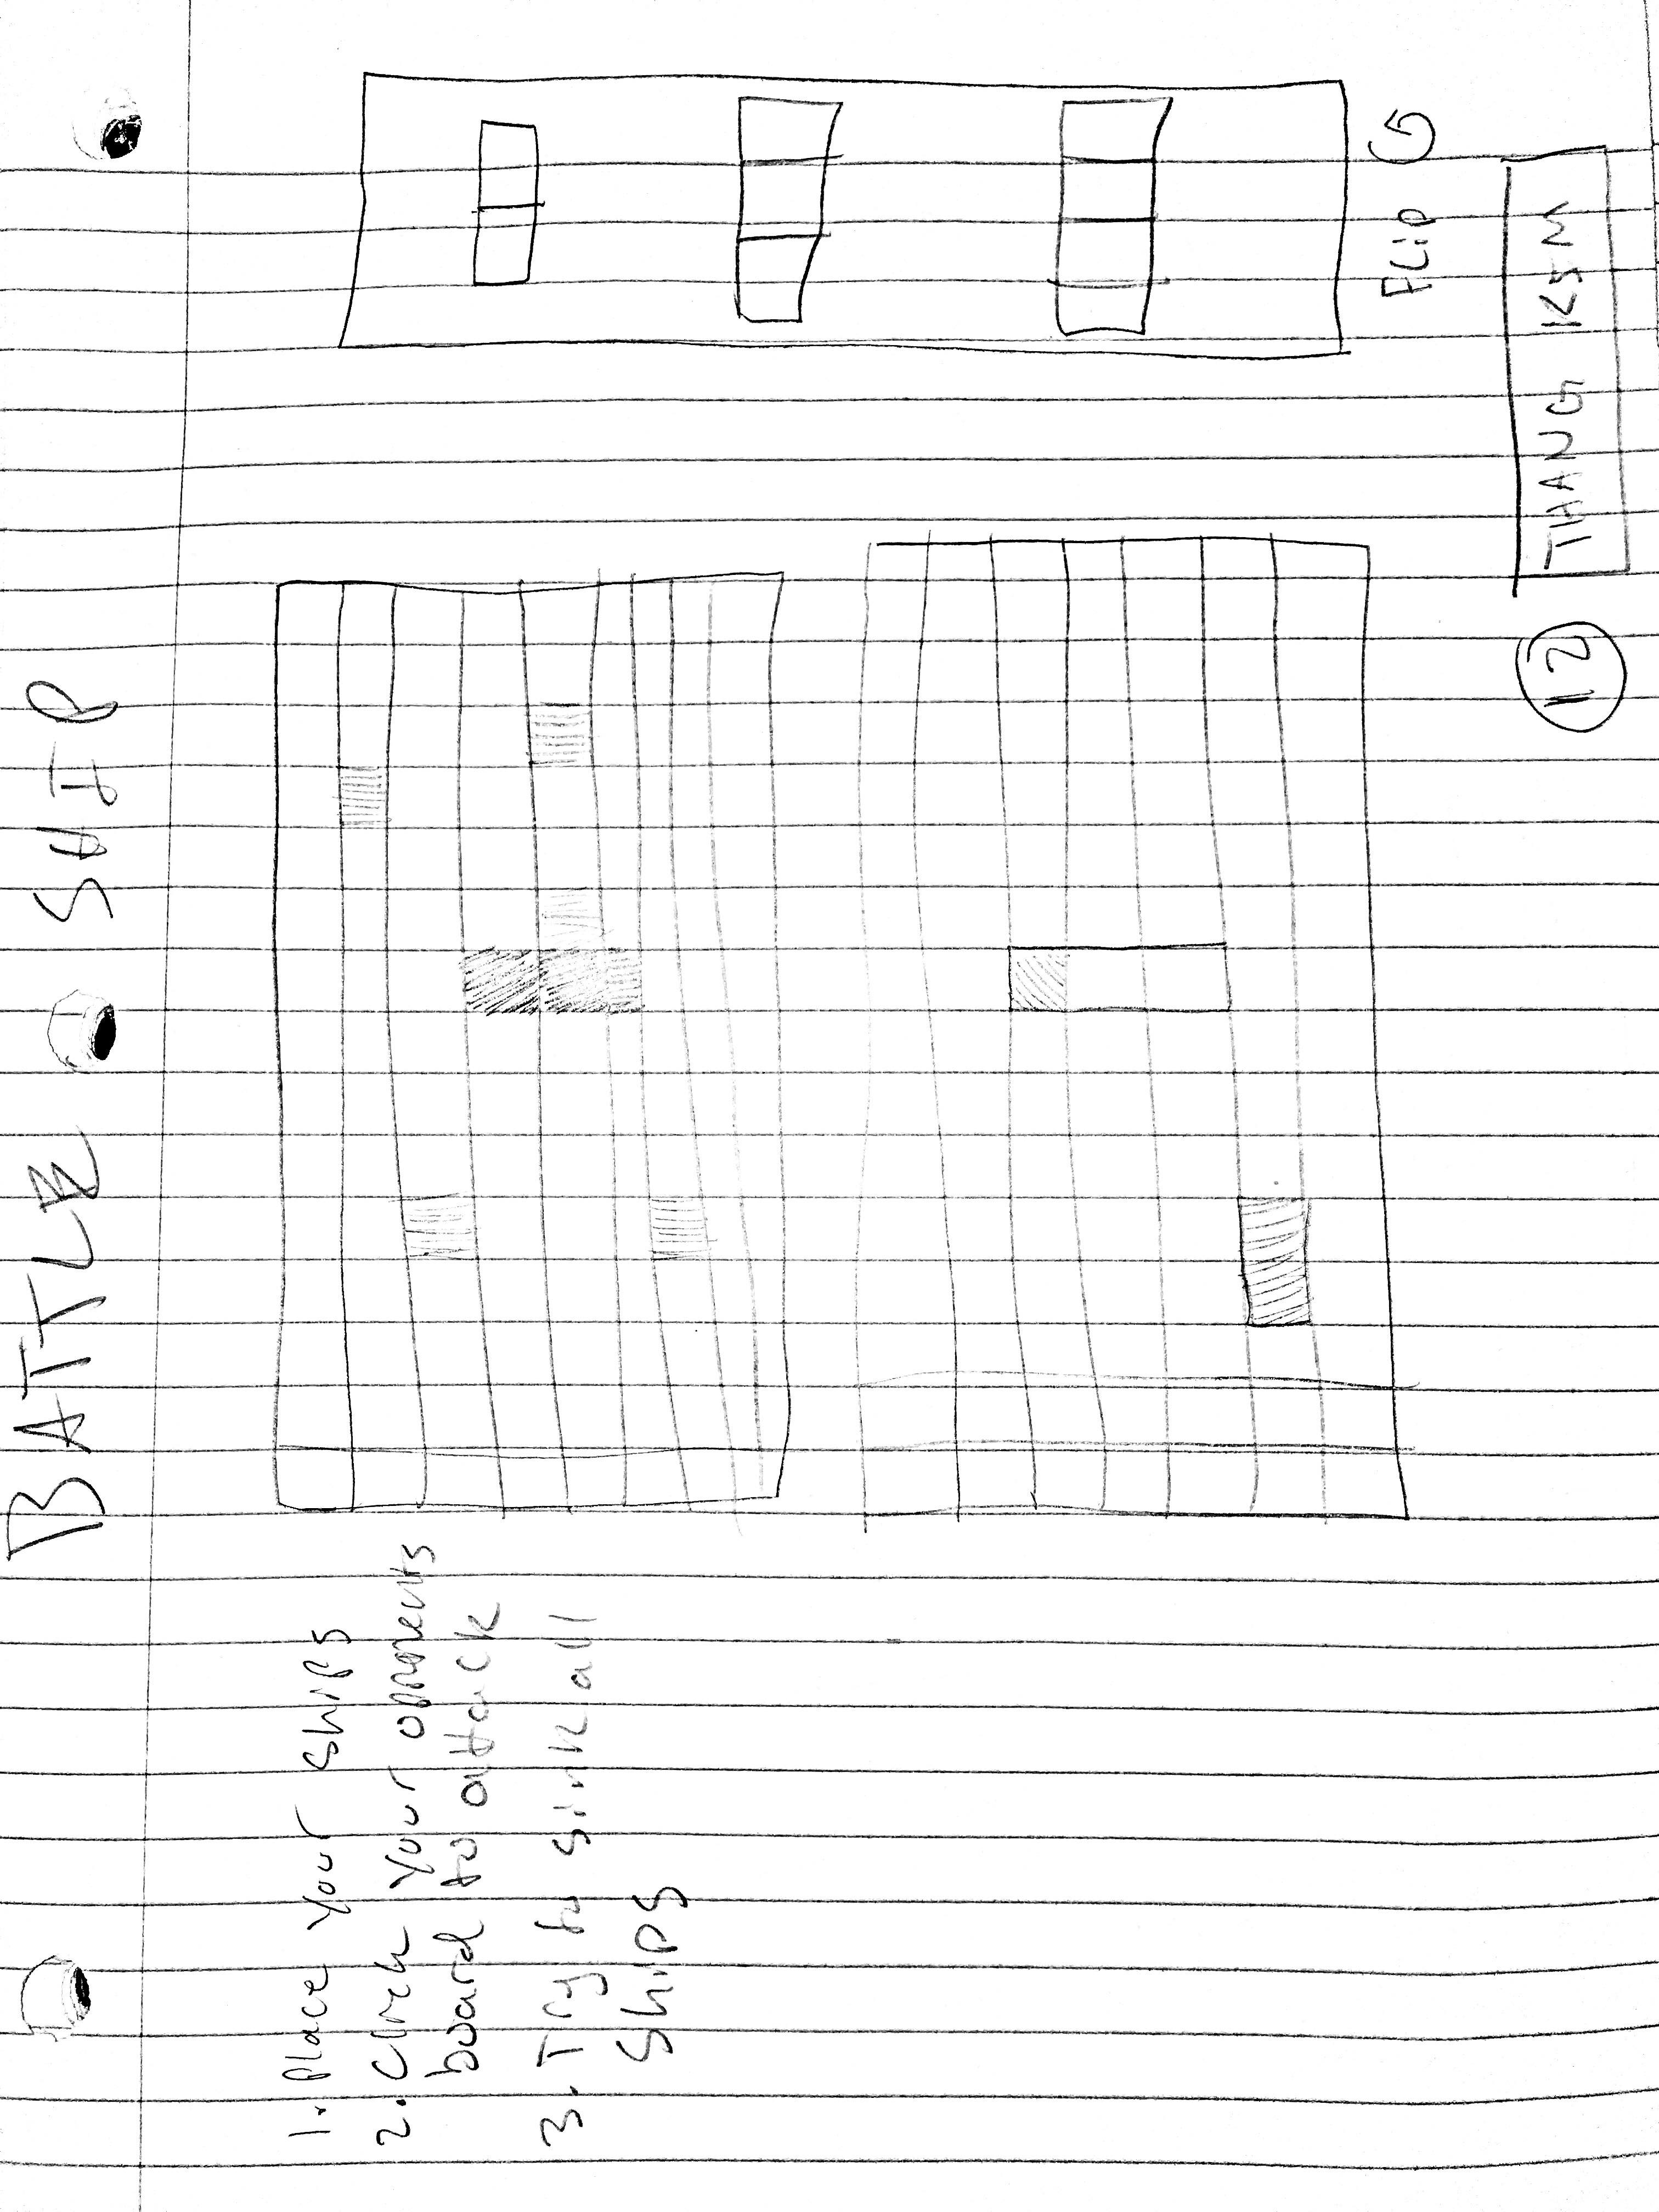 BATTLE SHIP
1. Place your ships
2. Click your opponents
board to attack
3. Try to sink all
ships
FLIP
12
THANG KSM